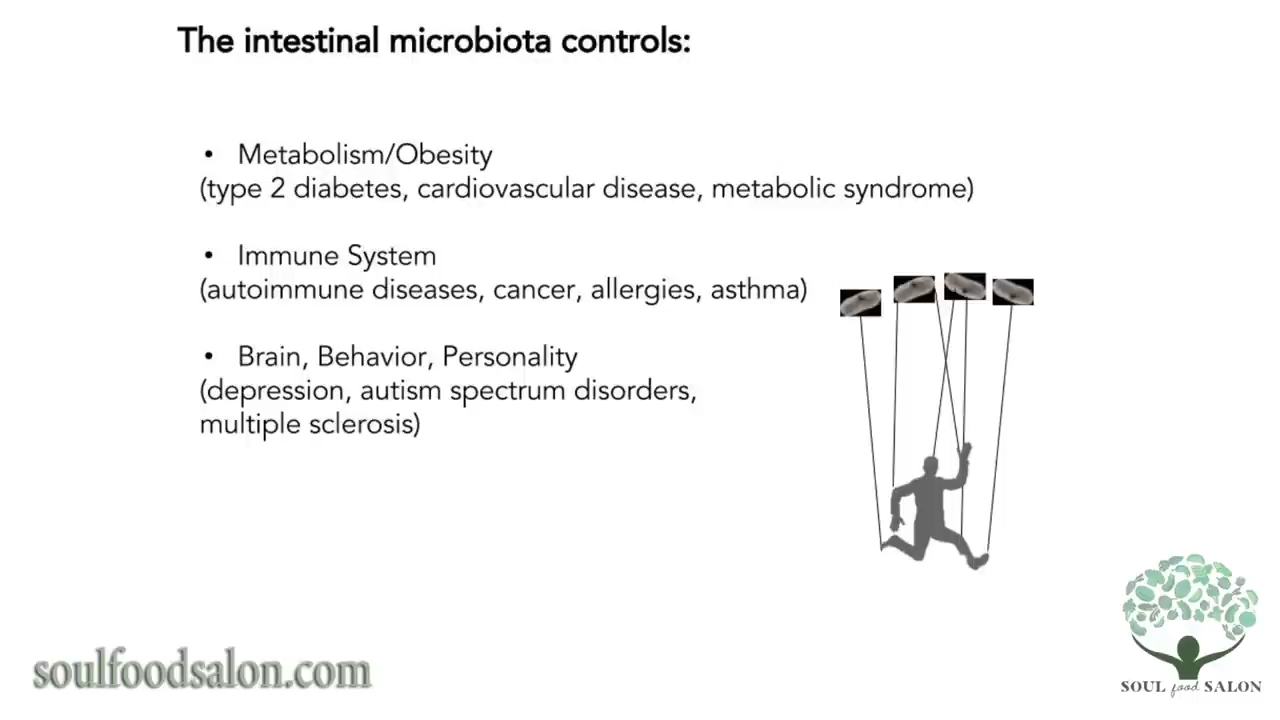 The intestinal microbiota controls:
• Metabolism/Obesity
(type 2 diabetes, cardiovascular disease, metabolic syndrome)
• Immune System
(autoimmune diseases, cancer, allergies, asthma)
• Brain, Behavior, Personality
(depression, autism spectrum disorders,
multiple sclerosis)
soulfoodsalon.com
SOUL food SALON